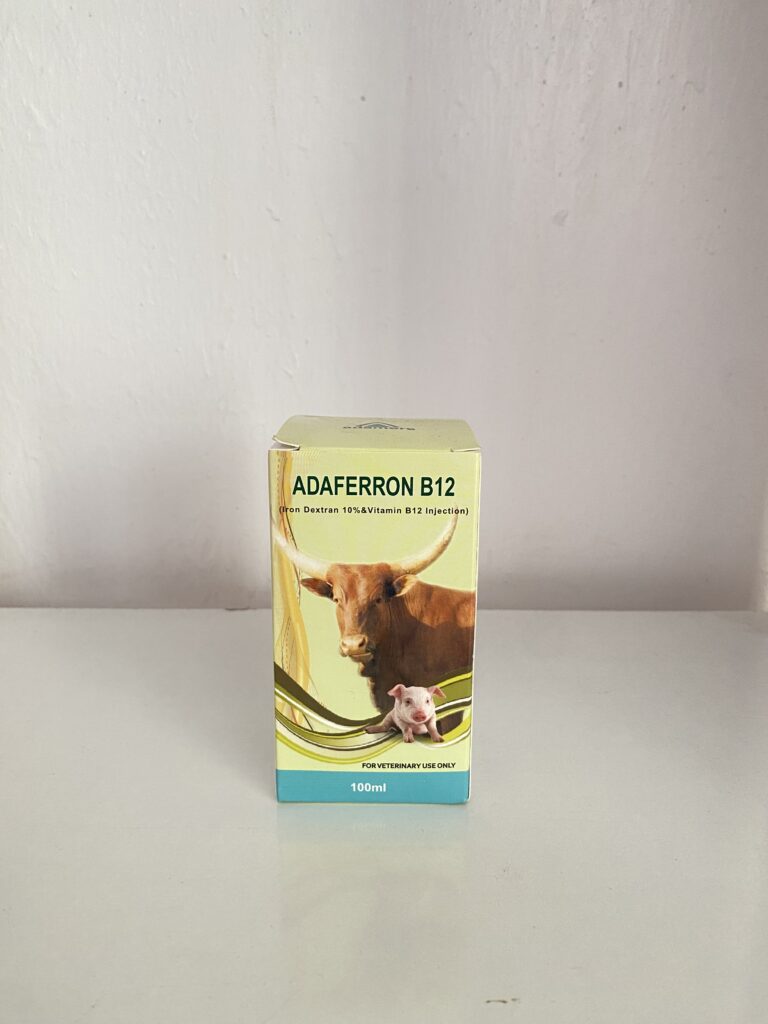 ADAFERRON B12
(Iron Dextran 10%&Vitamin B12 Injection)
FOR VETERINARY USE ONLY
100ml